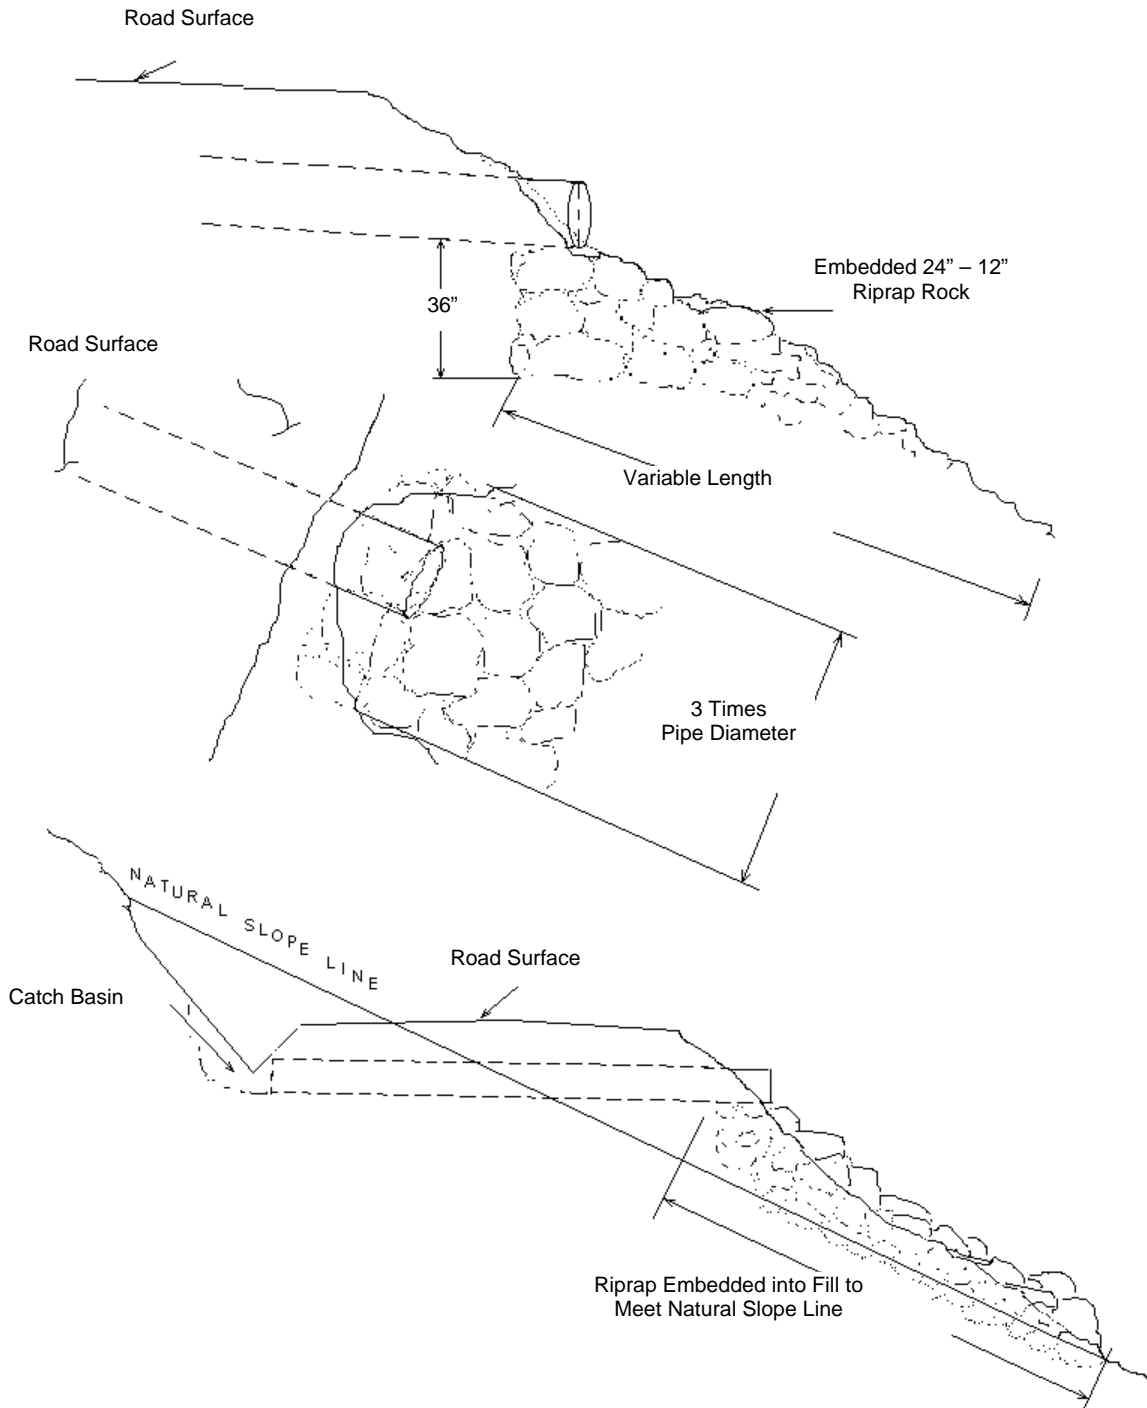 Road Surface
Embedded 24” – 12”
Riprap Rock
36”
Road Surface
Variable Length
3 Times
Pipe Diameter
NATURAL SLOPE LINE
Road Surface
Catch Basin
Riprap Embedded into Fill to
Meet Natural Slope Line